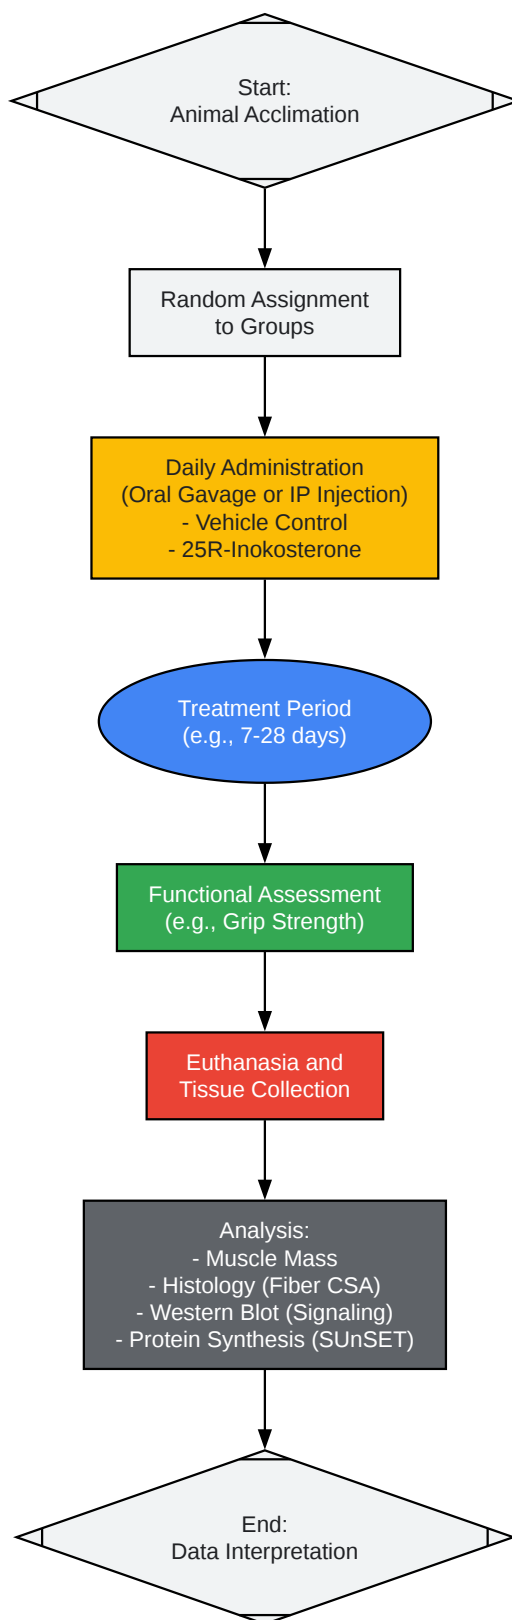 Start:
Animal Acclimation
Random Assignment
to Groups
Daily Administration
(Oral Gavage or IP Injection)
- Vehicle Control
- 25R-Inokosterone
Treatment Period
(e.g., 7-28 days)
Functional Assessment
(e.g., Grip Strength)
Euthanasia and
Tissue Collection
Analysis:
- Muscle Mass
- Histology (Fiber CSA)
- Western Blot (Signaling)
- Protein Synthesis (SUnSET)
End:
Data Interpretation